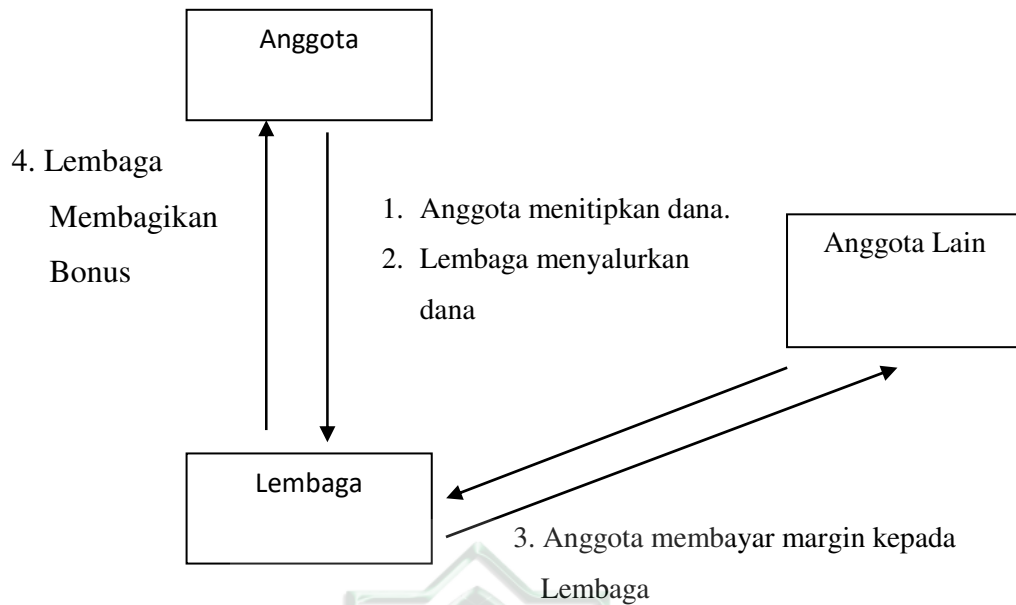 Anggota
4. Lembaga
Membagikan
Bonus
1. Anggota menitipkan dana.
2. Lembaga menyalurkan
dana
Anggota Lain
Lembaga
3. Anggota membayar margin kepada
Lembaga